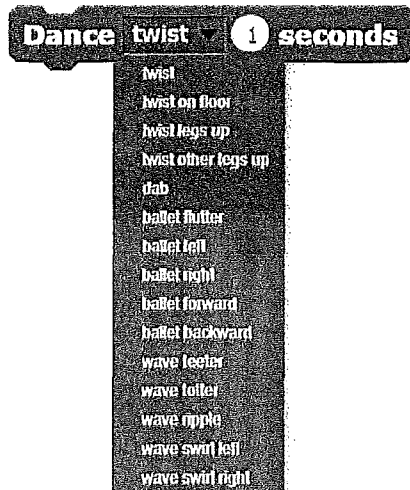 Dance twist 1 seconds
twist
twist on floor
twist legs up
twist other legs up
dab
ballet flutter
ballet left
ballet right
ballet forward
ballet backward
wave teeter
wave totter
wave ripple
wave swirl left
wave swirl right